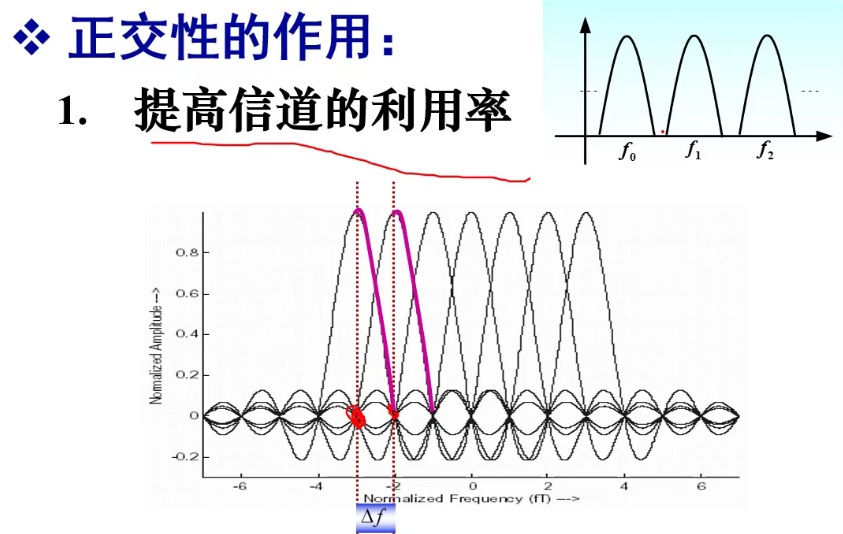 ❖ 正交性的作用：
1. 提高信道的利用率
f₀ f₁ f₂
Normalized Amplitude --->
0.8
0.6
0.4
0.2
0
-0.2
-6 -4 -2 0 2 4 6
Normalized Frequency (fT) --->
Δf